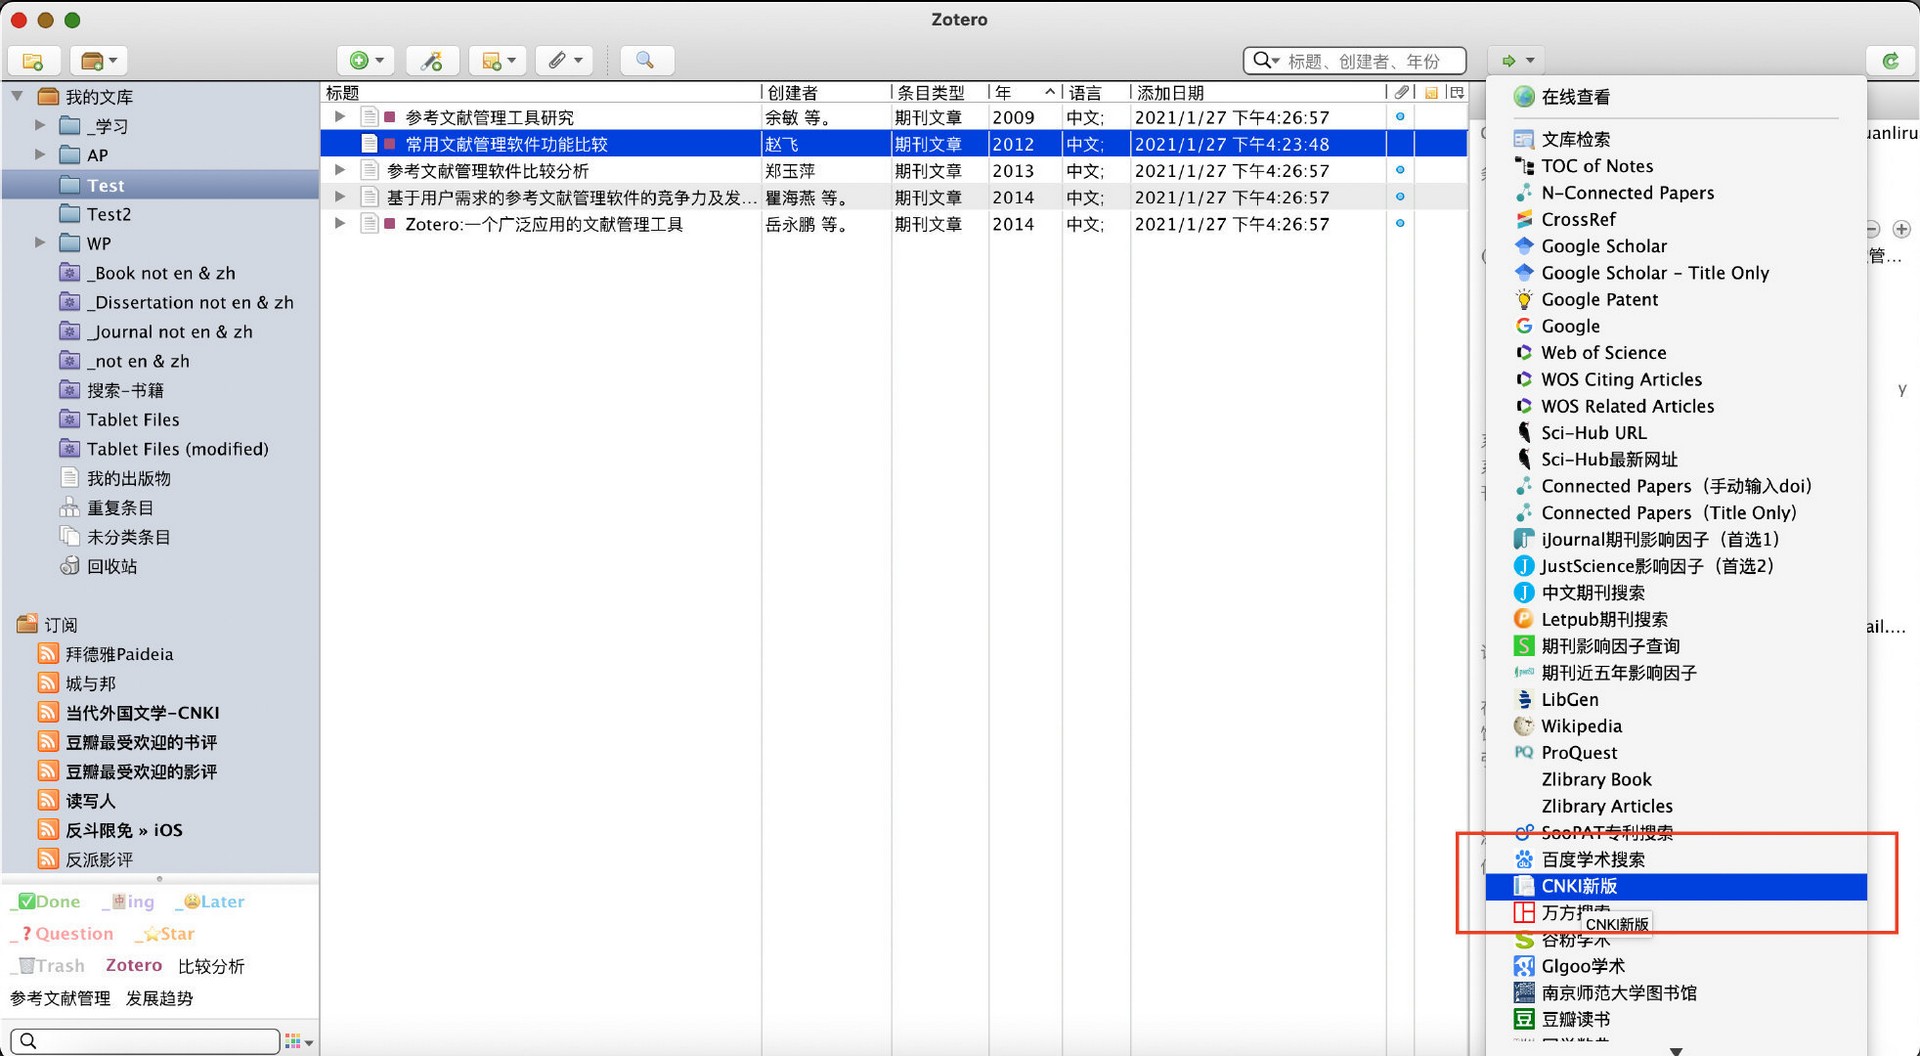 Zotero
标题、创建者、年份
我的文库
_学习
AP
Test
Test2
WP
_Book not en & zh
_Dissertation not en & zh
_Journal not en & zh
_not en & zh
搜索-书籍
Tablet Files
Tablet Files (modified)
我的出版物
重复条目
未分类条目
回收站
订阅
拜德雅Paideia
城与邦
当代外国文学-CNKI
豆瓣最受欢迎的书评
豆瓣最受欢迎的影评
读写人
反斗限免 » iOS
反派影评
_✅Done _🀄ing _😫Later
_❓Question _⭐Star
_🗑Trash Zotero 比较分析
参考文献管理 发展趋势
标题 创建者 条目类型 年 语言 添加日期
参考文献管理工具研究 余敏 等。 期刊文章 2009 中文; 2021/1/27 下午4:26:57
常用文献管理软件功能比较 赵飞 期刊文章 2012 中文; 2021/1/27 下午4:23:48
参考文献管理软件比较分析 郑玉萍 期刊文章 2013 中文; 2021/1/27 下午4:26:57
基于用户需求的参考文献管理软件的竞争力及发… 瞿海燕 等。 期刊文章 2014 中文; 2021/1/27 下午4:26:57
Zotero:一个广泛应用的文献管理工具 岳永鹏 等。 期刊文章 2014 中文; 2021/1/27 下午4:26:57
在线查看
文库检索
TOC of Notes
N-Connected Papers
CrossRef
Google Scholar
Google Scholar - Title Only
Google Patent
Google
Web of Science
WOS Citing Articles
WOS Related Articles
Sci-Hub URL
Sci-Hub最新网址
Connected Papers（手动输入doi）
Connected Papers（Title Only）
iJournal期刊影响因子（首选1）
JustScience影响因子（首选2）
中文期刊搜索
Letpub期刊搜索
期刊影响因子查询
期刊近五年影响因子
LibGen
Wikipedia
ProQuest
Zlibrary Book
Zlibrary Articles
SooPAT专利搜索
百度学术搜索
CNKI新版
万方搜索
CNKI新版
谷粉学术
Glgoo学术
南京师范大学图书馆
豆瓣读书
uanliru
管…
y
ail.…